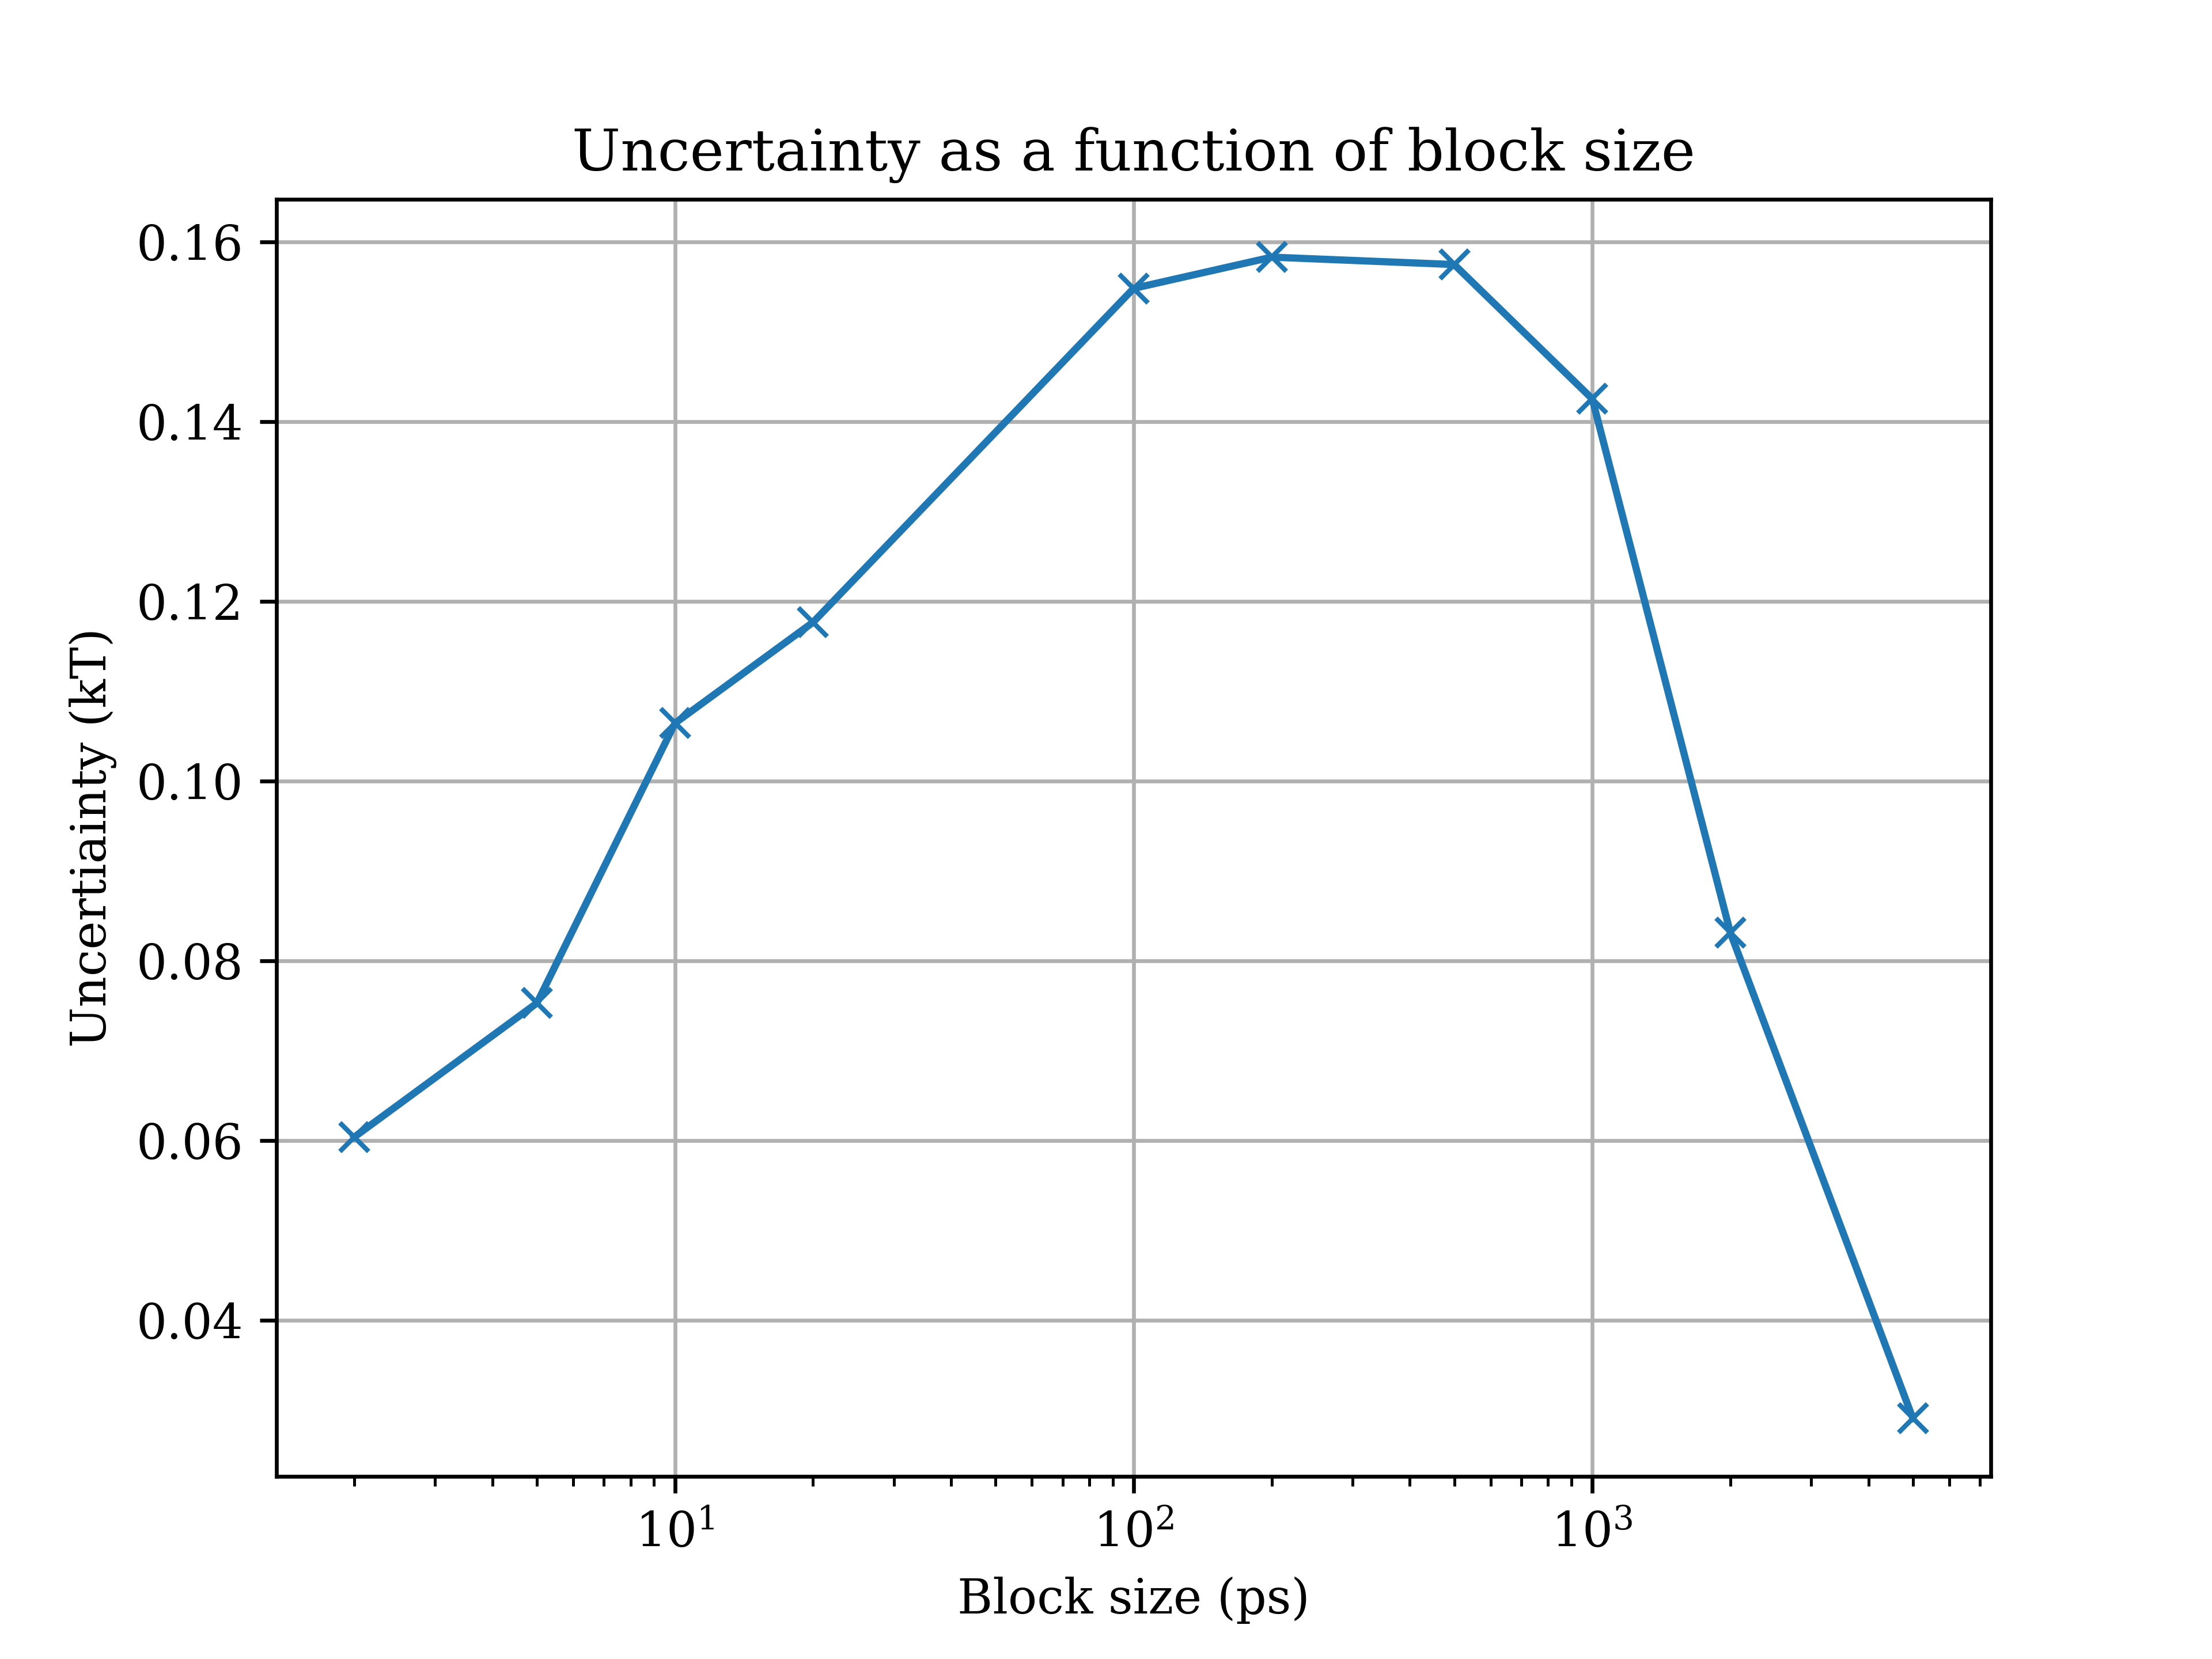 Uncertainty as a function of block size
Uncertiainty (kT)
0.16
0.14
0.12
0.10
0.08
0.06
0.04
10¹ 10² 10³
Block size (ps)